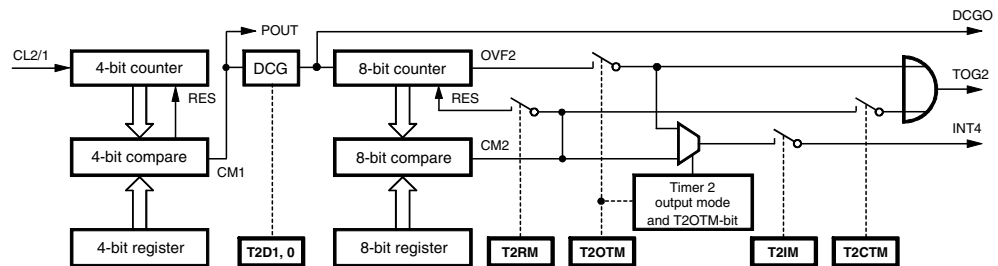 DCGO
POUT
CL2/1
4-bit counter
DCG
8-bit counter
OVF2
TOG2
RES
RES
INT4
4-bit compare
CM1
8-bit compare
CM2
Timer 2
output mode
and T2OTM-bit
4-bit register
T2D1, 0
8-bit register
T2RM
T2OTM
T2IM
T2CTM